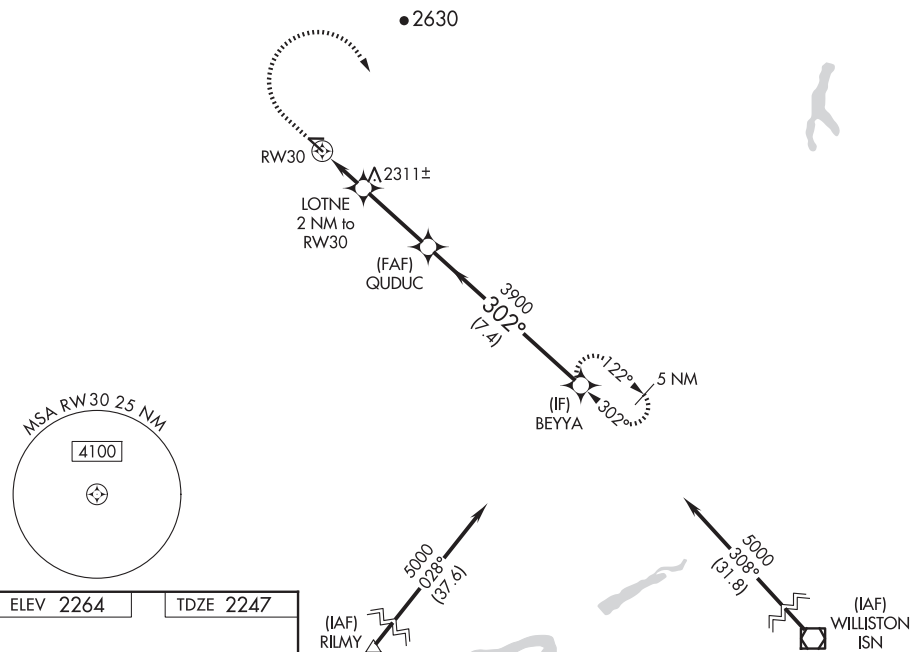 2630
RW30
2311±
LOTNE
2 NM to
RW30
(FAF)
QUDUC
3900
302°
(7.4)
122°
5 NM
302°
(IF)
BEYYA
MSA RW30 25 NM
4100
5000
028°
(37.6)
5000
308°
(31.8)
ELEV 2264
TDZE 2247
(IAF)
RILMY
(IAF)
WILLISTON
ISN